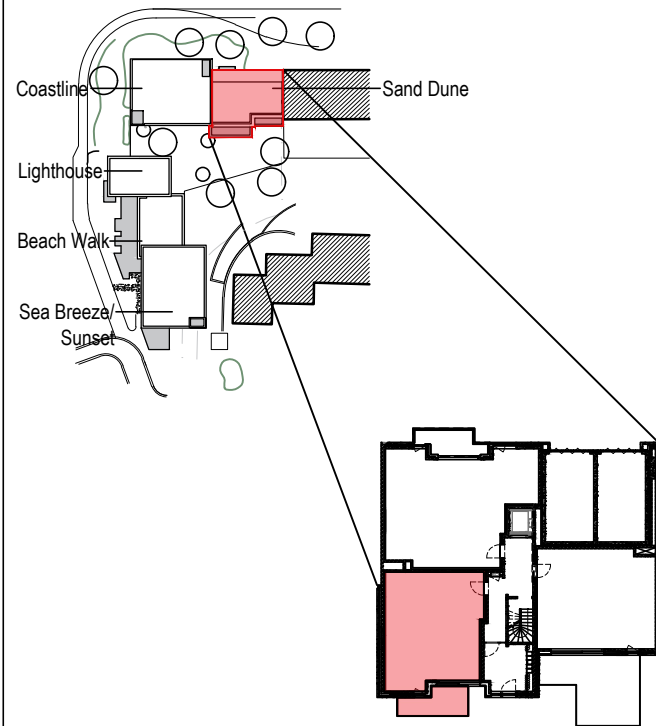 Coastline
Sand Dune
Lighthouse
Beach Walk
Sea Breeze/
Sunset